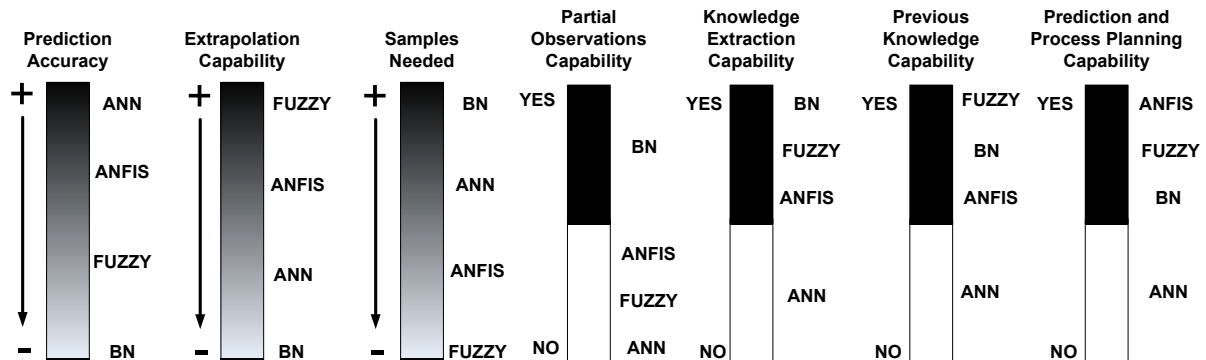 Prediction
Accuracy
+
ANN
ANFIS
FUZZY
-
BN
Extrapolation
Capability
+
FUZZY
ANFIS
ANN
-
BN
Samples
Needed
+
BN
ANN
ANFIS
-
FUZZY
Partial
Observations
Capability
YES
BN
ANFIS
FUZZY
NO
ANN
Knowledge
Extraction
Capability
YES
BN
FUZZY
ANFIS
ANN
NO
Previous
Knowledge
Capability
YES
FUZZY
BN
ANFIS
ANN
NO
Prediction and
Process Planning
Capability
YES
ANFIS
FUZZY
BN
ANN
NO